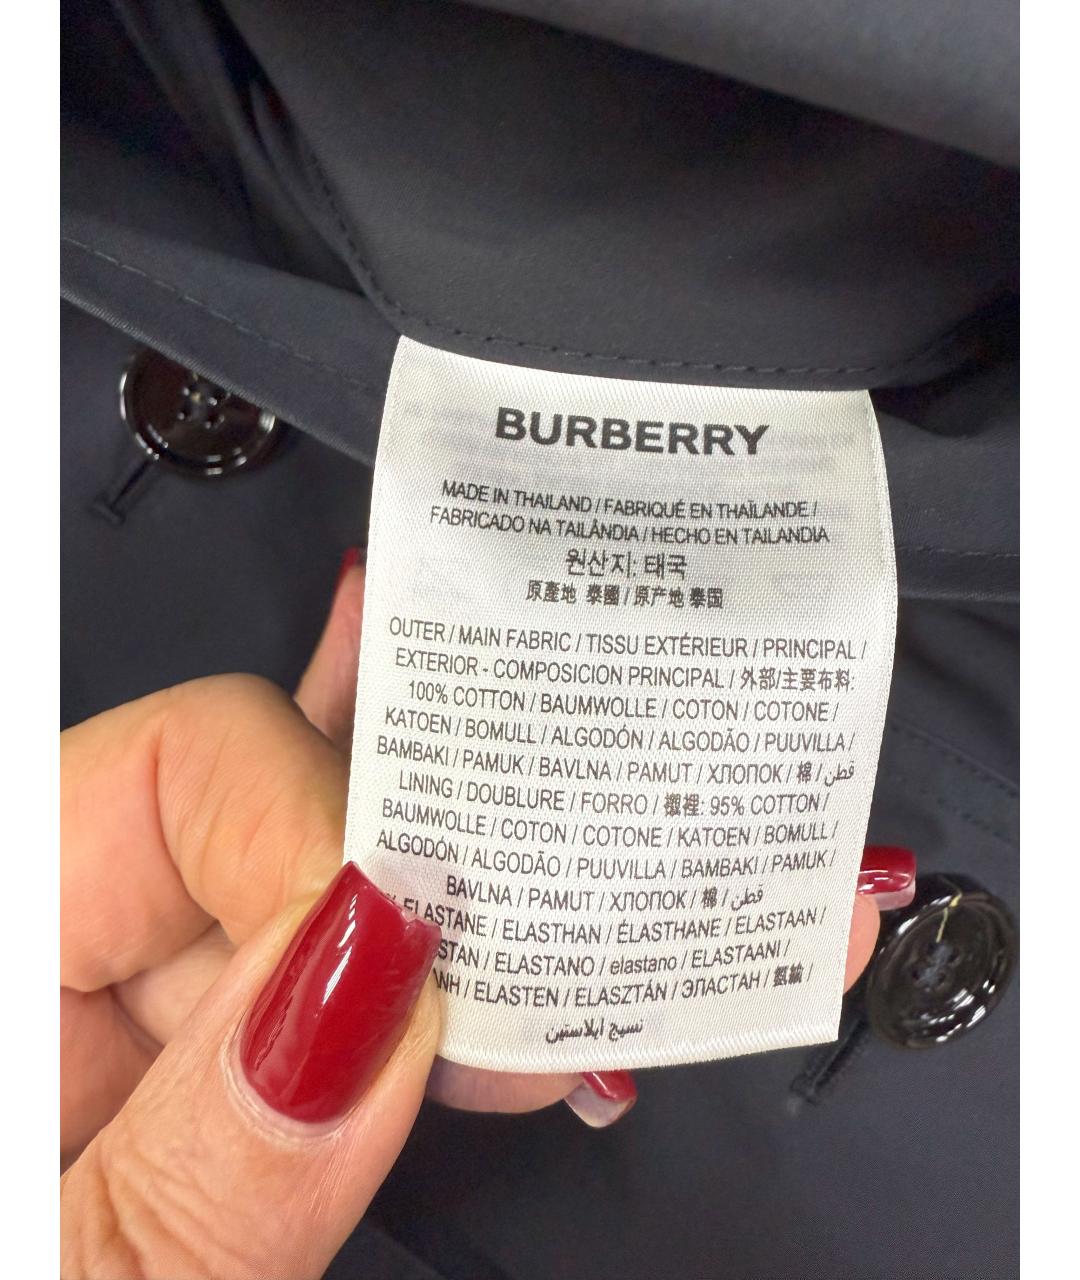 BURBERRY
MADE IN THAILAND / FABRIQUÉ EN THAÏLANDE /
FABRICADO NA TAILÂNDIA / HECHO EN TAILANDIA
원산지: 태국
原產地 泰國 / 原产地 泰国
OUTER / MAIN FABRIC / TISSU EXTÉRIEUR / PRINCIPAL /
EXTERIOR - COMPOSICION PRINCIPAL / 外部/主要布料:
100% COTTON / BAUMWOLLE / COTON / COTONE /
KATOEN / BOMULL / ALGODÓN / ALGODÃO / PUUVILLA /
BAMBAKI / PAMUK / BAVLNA / PAMUT / ХЛОПОК / 棉 / قطن
LINING / DOUBLURE / FORRO / 襯裡: 95% COTTON /
BAUMWOLLE / COTON / COTONE / KATOEN / BOMULL /
ALGODÓN / ALGODÃO / PUUVILLA / BAMBAKI / PAMUK /
BAVLNA / PAMUT / ХЛОПОК / 棉 / قطن
% ELASTANE / ELASTHAN / ÉLASTHANE / ELASTAAN /
STAN / ELASTANO / elastano / ELASTAANI /
ΑΝΗ / ELASTEN / ELASZTÁN / ЭЛАСТАН / 氨綸 /
نسيج ايلاستين